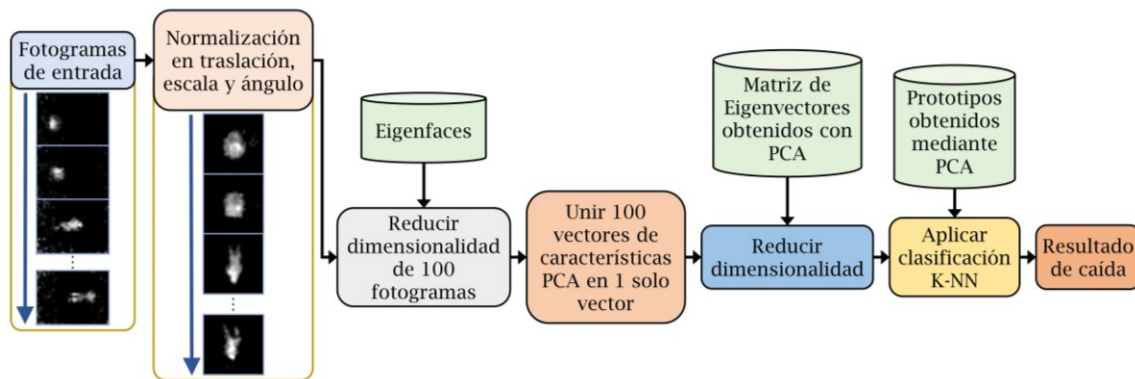 Fotogramas
de entrada
Normalización
en traslación,
escala y ángulo
⋮
⋮
Eigenfaces
Reducir
dimensionalidad
de 100
fotogramas
Unir 100
vectores de
características
PCA en 1 solo
vector
Matriz de
Eigenvectores
obtenidos con
PCA
Reducir
dimensionalidad
Prototipos
obtenidos
mediante
PCA
Aplicar
clasificación
K-NN
Resultado
de caída